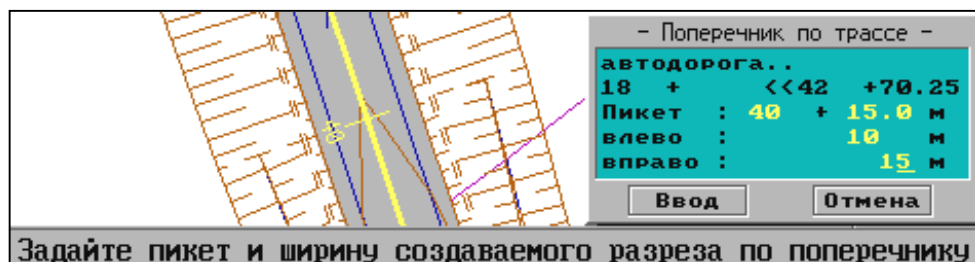 - Поперечник по трассе -
автодорога..
18 + <<42 +70.25
Пикет : 40 + 15.0 м
влево : 10 м
вправо : 15 м
Ввод Отмена
40
Задайте пикет и ширину создаваемого разреза по поперечнику